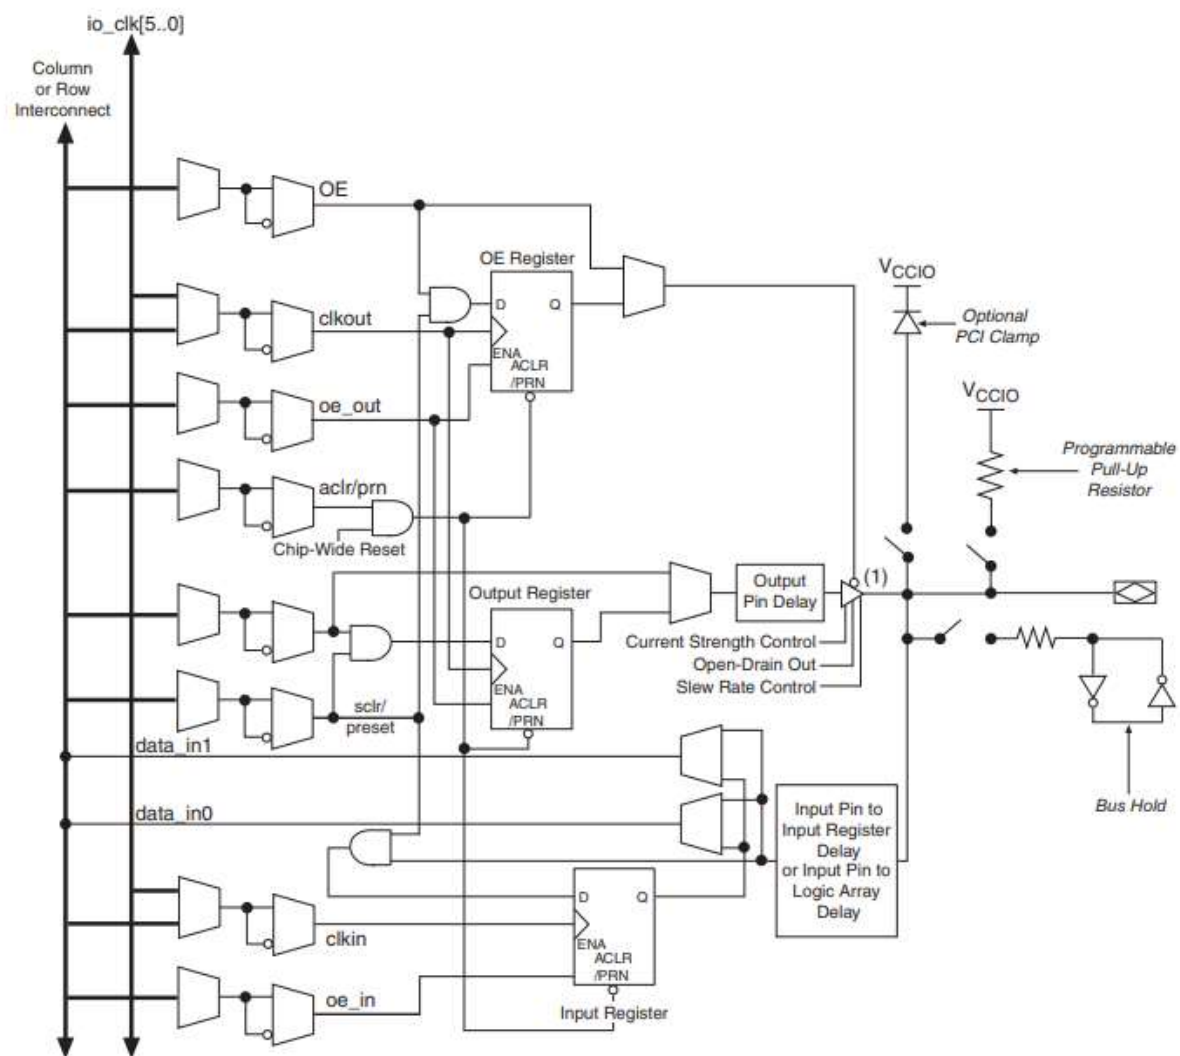 io_clk[5..0]
Column
or Row
Interconnect
OE
OE Register
D
Q
ENA
ACLR
/PRN
clkout
oe_out
aclr/prn
Chip-Wide Reset
VCCIO
Optional
PCI Clamp
VCCIO
Programmable
Pull-Up
Resistor
Output Register
D
Q
ENA
ACLR
/PRN
Output
Pin Delay
(1)
Current Strength Control
Open-Drain Out
Slew Rate Control
sclr/
preset
data_in1
data_in0
Input Pin to
Input Register
Delay
or Input Pin to
Logic Array
Delay
Bus Hold
D
Q
ENA
ACLR
/PRN
clkin
oe_in
Input Register